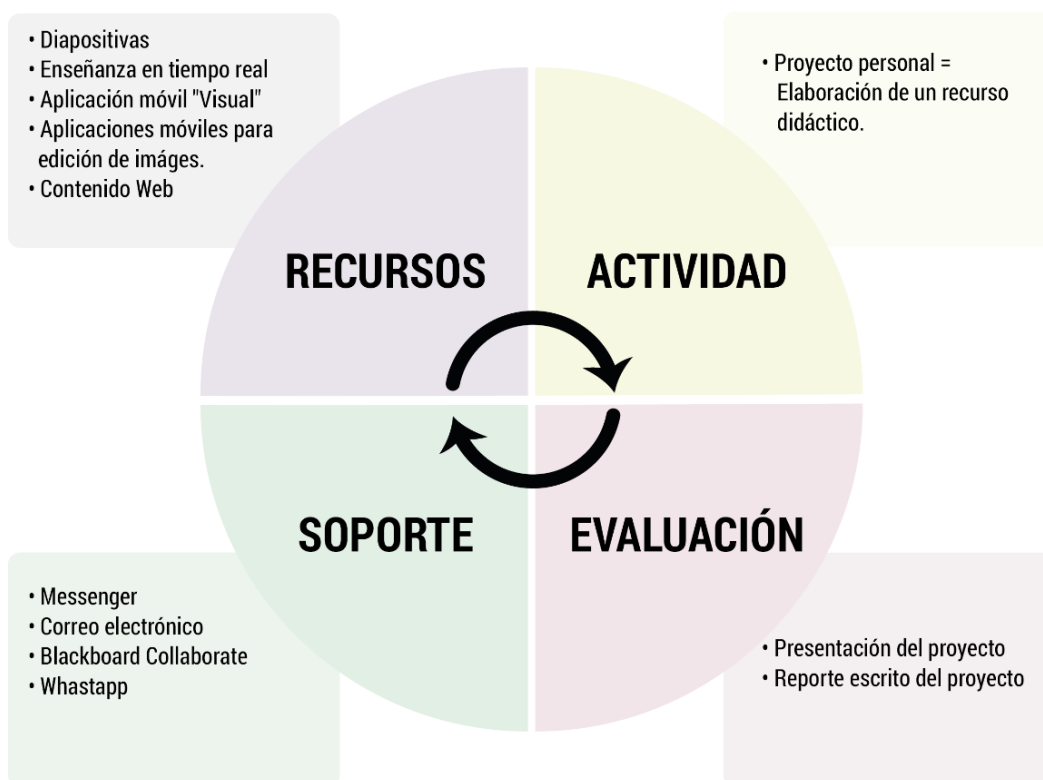 • Diapositivas
• Enseñanza en tiempo real
• Aplicación móvil "Visual"
• Aplicaciones móviles para
edición de imáges.
• Contenido Web
• Proyecto personal =
Elaboración de un recurso
didáctico.
RECURSOS
ACTIVIDAD
SOPORTE
EVALUACIÓN
• Messenger
• Correo electrónico
• Blackboard Collaborate
• Whastapp
• Presentación del proyecto
• Reporte escrito del proyecto